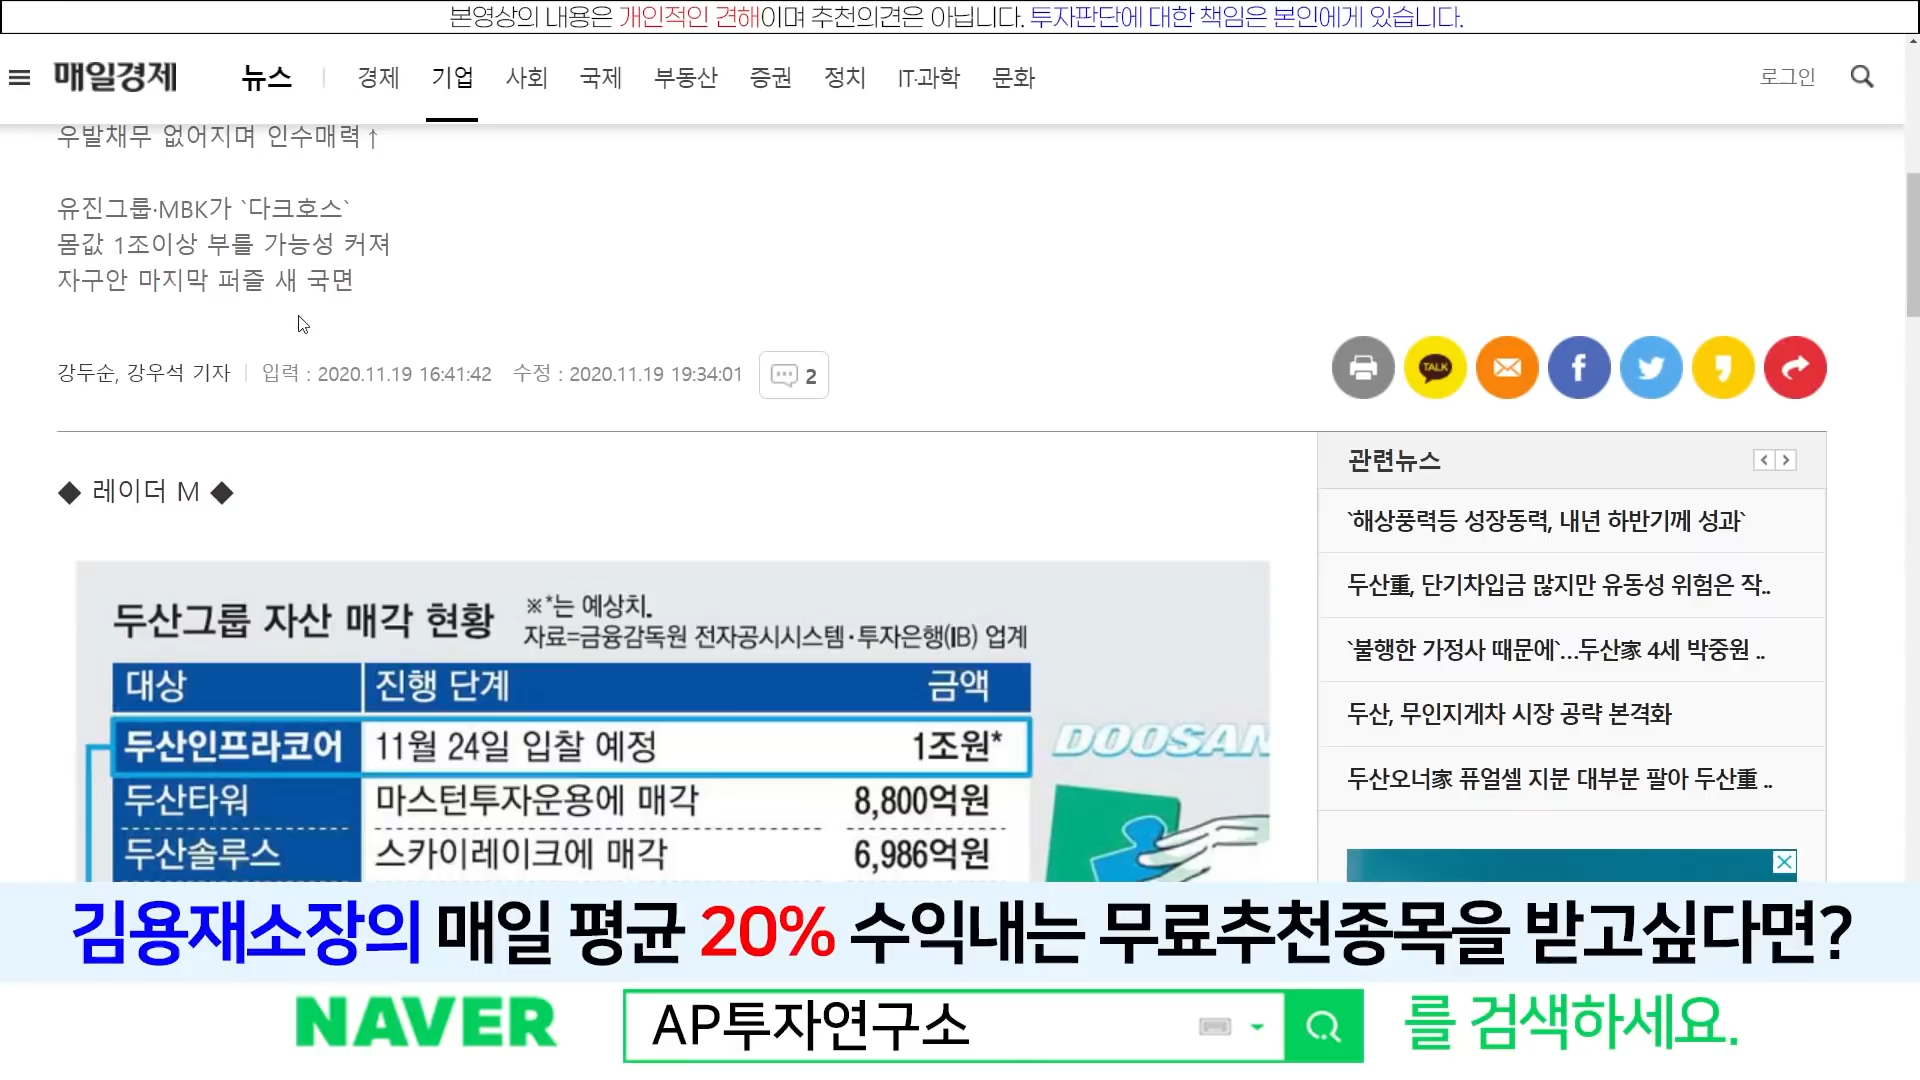 본영상의 내용은 개인적인 견해이며 추천의견은 아닙니다. 투자판단에 대한 책임은 본인에게 있습니다.
매일경제 뉴스 경제 기업 사회 국제 부동산 증권 정치 IT·과학 문화 로그인
우발채무 없어지며 인수매력↑
유진그룹·MBK가 `다크호스`
몸값 1조이상 부를 가능성 커져
자구안 마지막 퍼즐 새 국면
강두순, 강우석 기자 입력 : 2020.11.19 16:41:42 수정 : 2020.11.19 19:34:01 2
TALK
◆ 레이더 M ◆
두산그룹 자산 매각 현황
※*는 예상치.
자료=금융감독원 전자공시시스템·투자은행(IB) 업계
대상 진행 단계 금액
두산인프라코어 11월 24일 입찰 예정 1조원*
두산타워 마스턴투자운용에 매각 8,800억원
두산솔루스 스카이레이크에 매각 6,986억원
DOOSAN
관련뉴스
`해상풍력등 성장동력, 내년 하반기께 성과`
두산重, 단기차입금 많지만 유동성 위험은 작..
`불행한 가정사 때문에`...두산家 4세 박중원 ..
두산, 무인지게차 시장 공략 본격화
두산오너家 퓨얼셀 지분 대부분 팔아 두산重 ..
김용재소장의 매일 평균 20% 수익내는 무료추천종목을 받고싶다면?
NAVER AP투자연구소 를 검색하세요.